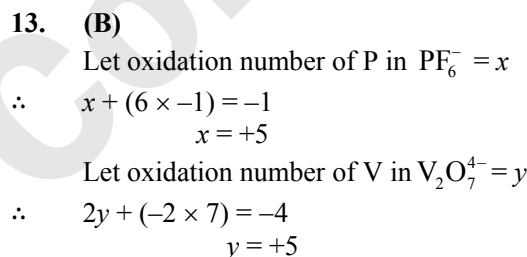 13. (B)
Let oxidation number of P in PF₆⁻ = x
∴ x + (6 × –1) = –1
x = +5
Let oxidation number of V in V₂O₇⁴⁻ = y
∴ 2y + (–2 × 7) = –4
y = +5